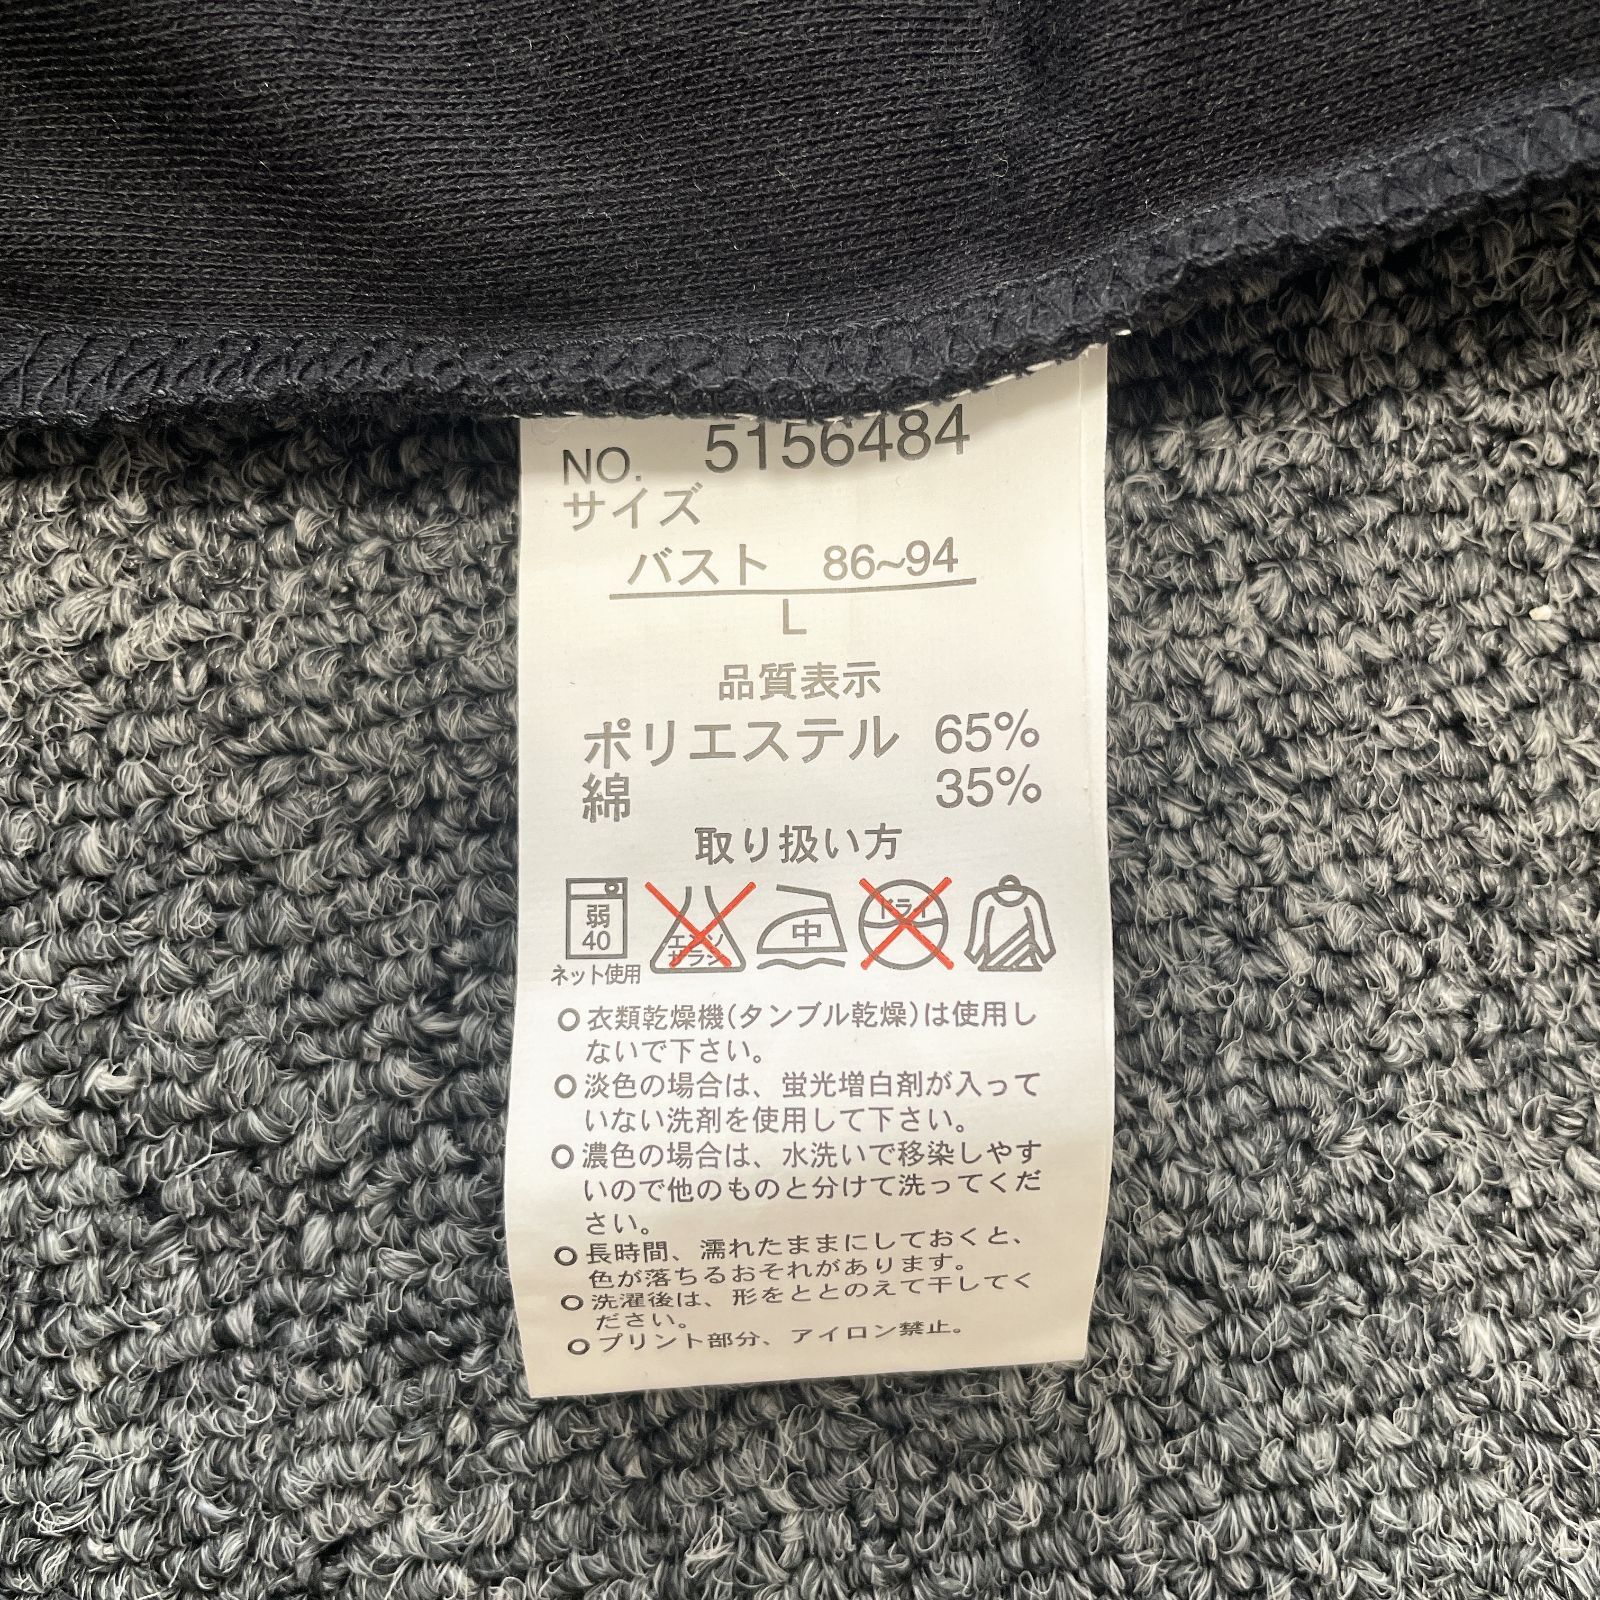 NO. 5156484
サイズ
バスト 86~94
L
品質表示
ポリエステル 65%
綿 35%
取り扱い方
弱
40
ネット使用
エンソ
サラシ
中
ドライ
衣類乾燥機(タンブル乾燥)は使用し
ないで下さい。
淡色の場合は、蛍光増白剤が入って
いない洗剤を使用して下さい。
濃色の場合は、水洗いで移染しやす
いので他のものと分けて洗ってくだ
さい。
長時間、濡れたままにしておくと、
色が落ちるおそれがあります。
洗濯後は、形をととのえて干してく
ださい。
プリント部分、アイロン禁止。